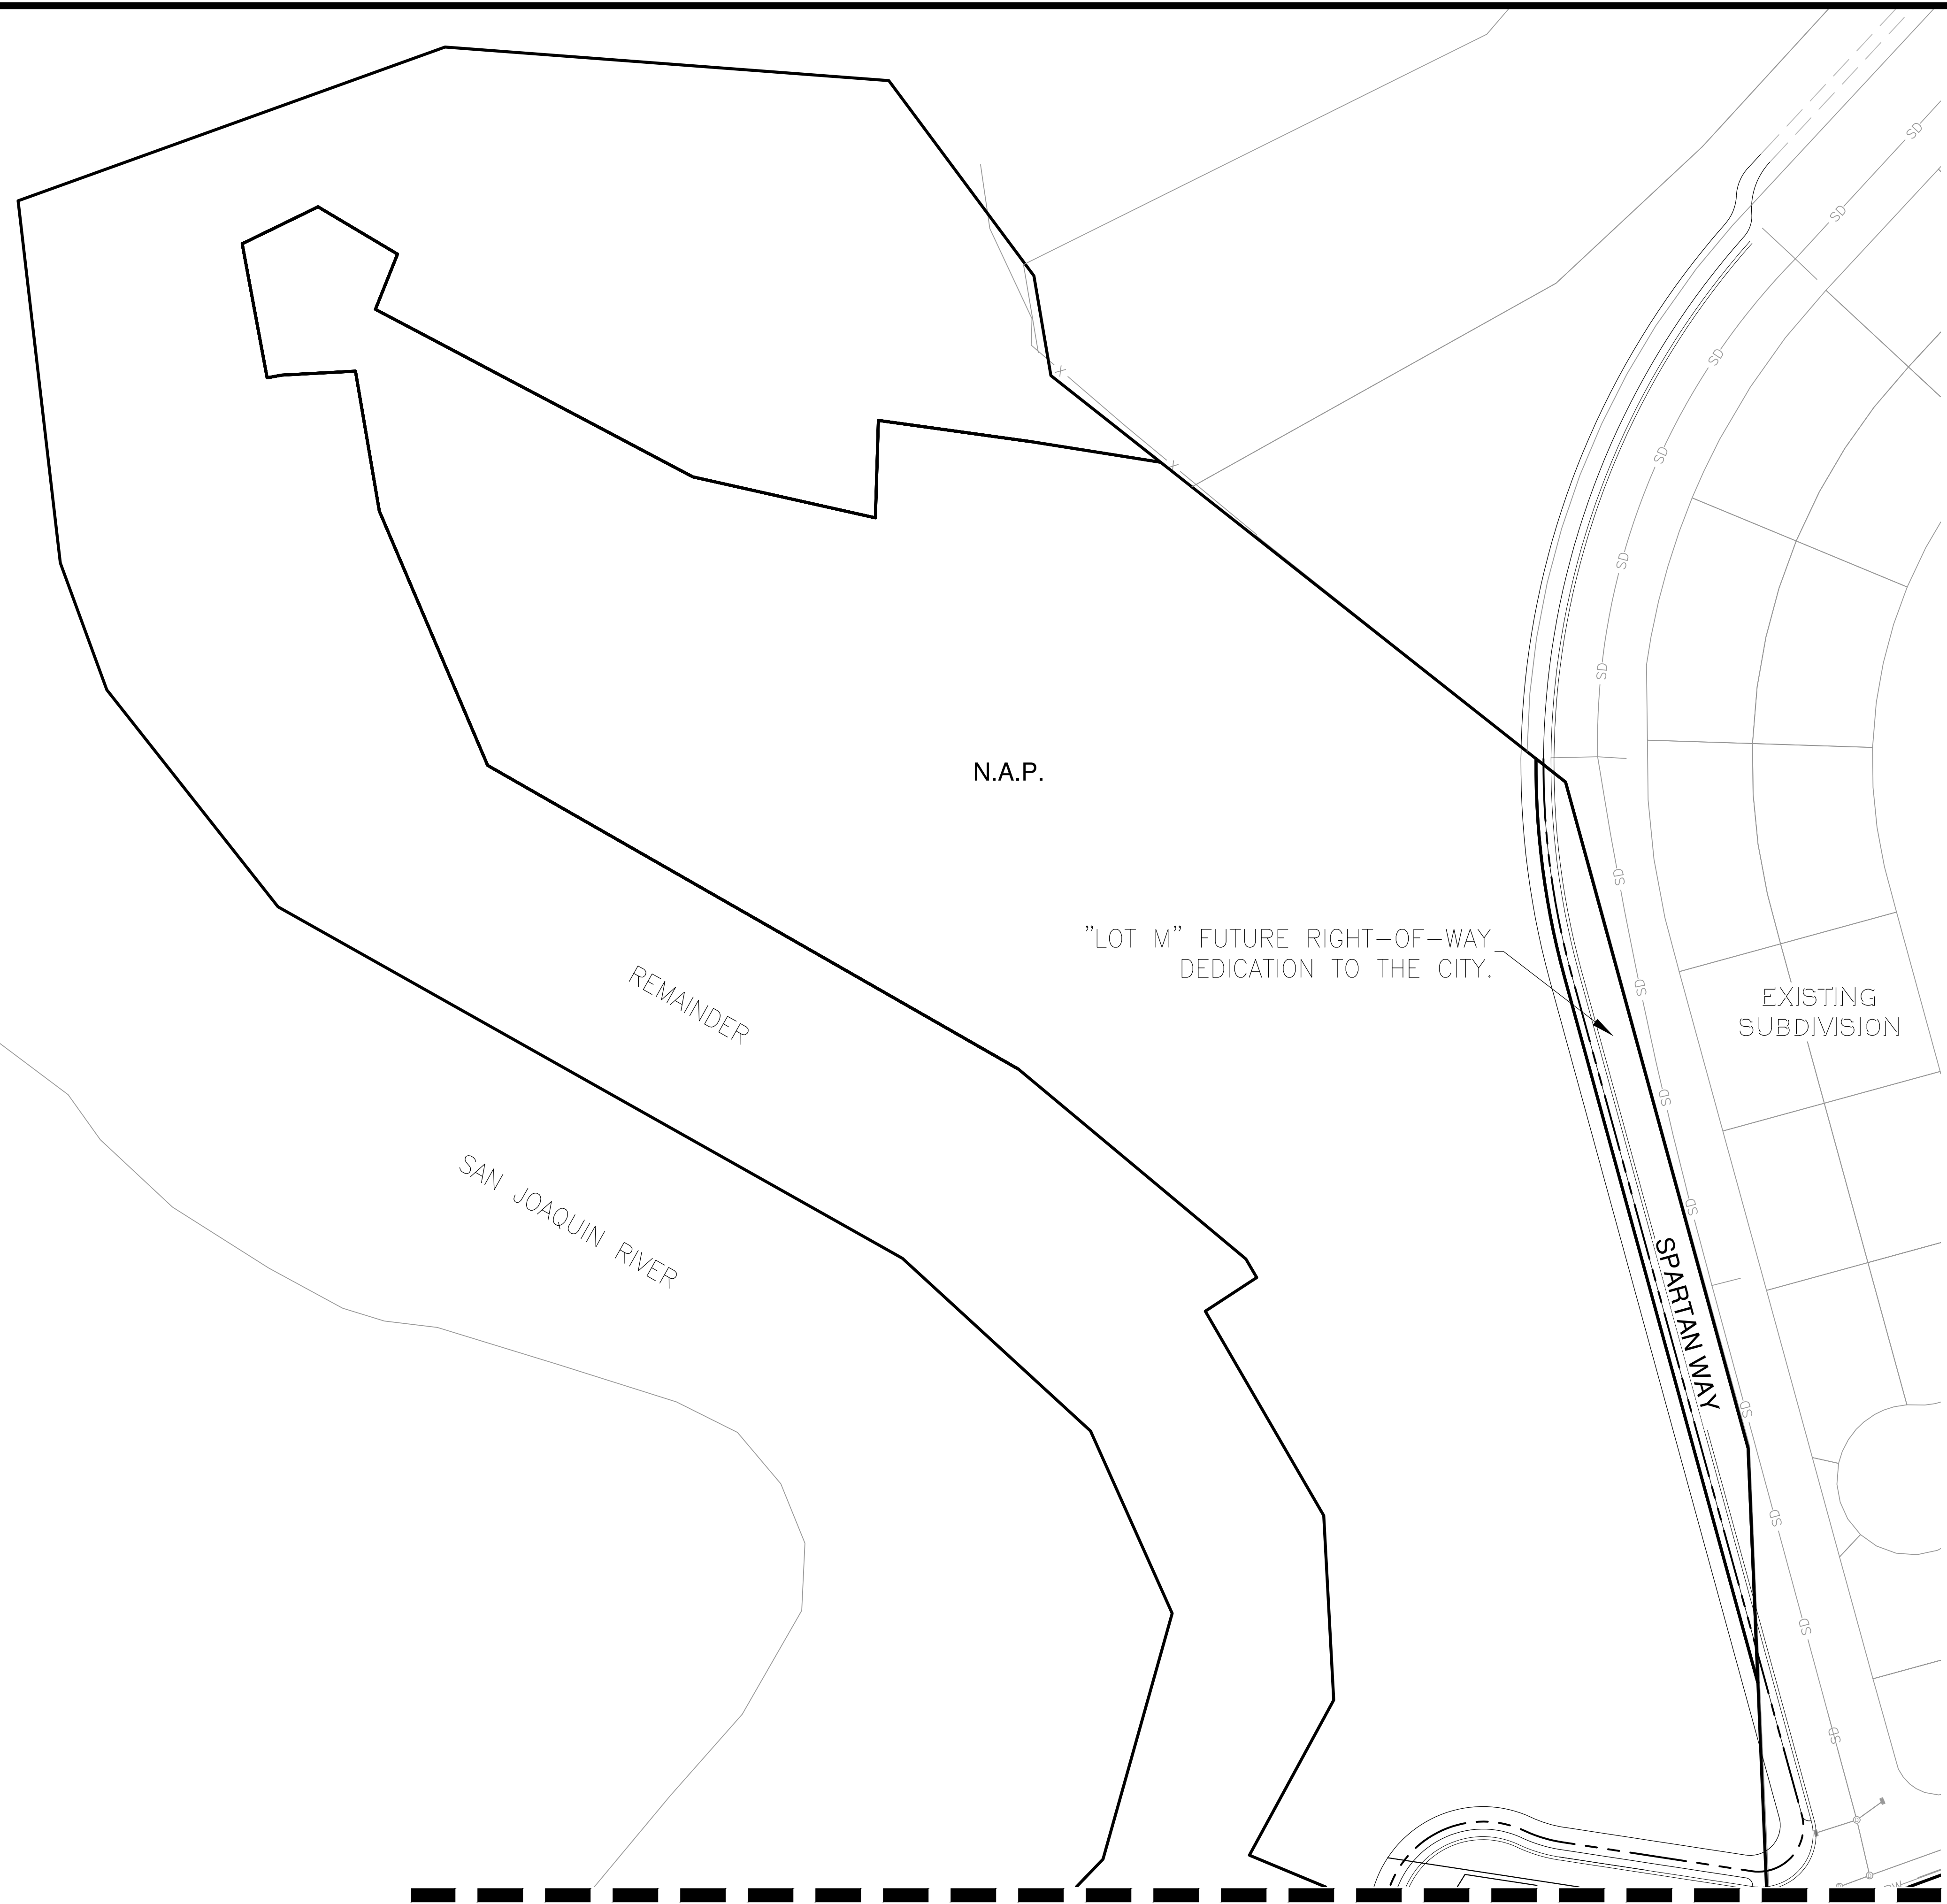 SD
SD
X
SD
X
SD
SD
SD
N.A.P.
SD
"LOT M" FUTURE RIGHT-OF-WAY
DEDICATION TO THE CITY.
REMAINDER
SD
EXISTING
SUBDIVISION
SD
SAN JOAQUIN RIVER
SD
SPARTAN WAY
SD
SD
SD
SD